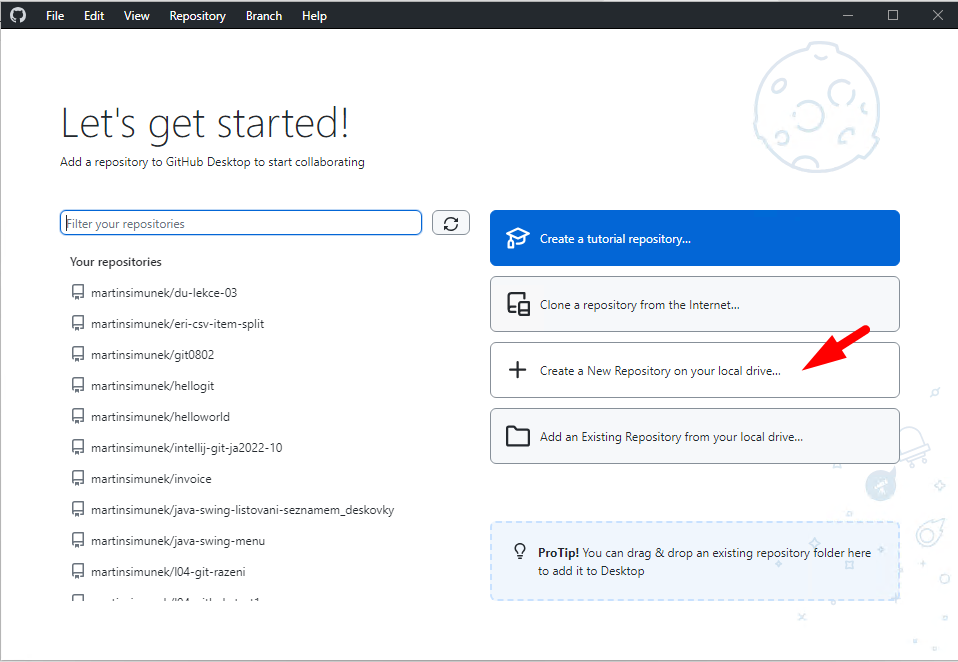 File Edit View Repository Branch Help
Let's get started!
Add a repository to GitHub Desktop to start collaborating
Filter your repositories
Your repositories
martinsimunek/du-lekce-03
martinsimunek/eri-csv-item-split
martinsimunek/git0802
martinsimunek/hellogit
martinsimunek/helloworld
martinsimunek/intellij-git-ja2022-10
martinsimunek/invoice
martinsimunek/java-swing-listovani-seznamem_deskovky
martinsimunek/java-swing-menu
martinsimunek/l04-git-razeni
Create a tutorial repository...
Clone a repository from the Internet...
Create a New Repository on your local drive...
Add an Existing Repository from your local drive...
ProTip! You can drag & drop an existing repository folder here
to add it to Desktop